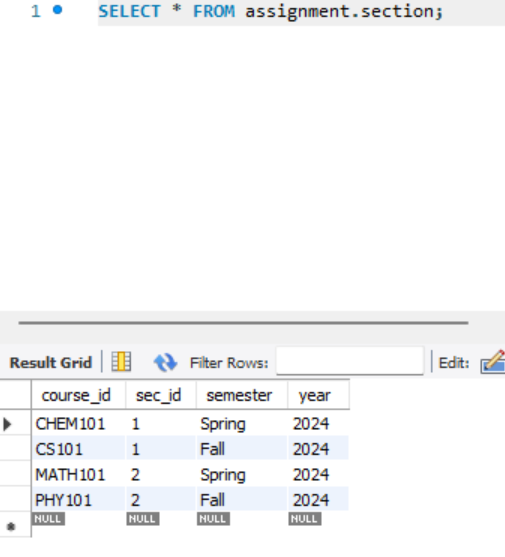 1 SELECT * FROM assignment.section;
Result Grid Filter Rows: Edit:
course_id sec_id semester year
CHEM101 1 Spring 2024
CS101 1 Fall 2024
MATH101 2 Spring 2024
PHY101 2 Fall 2024
NULL NULL NULL NULL